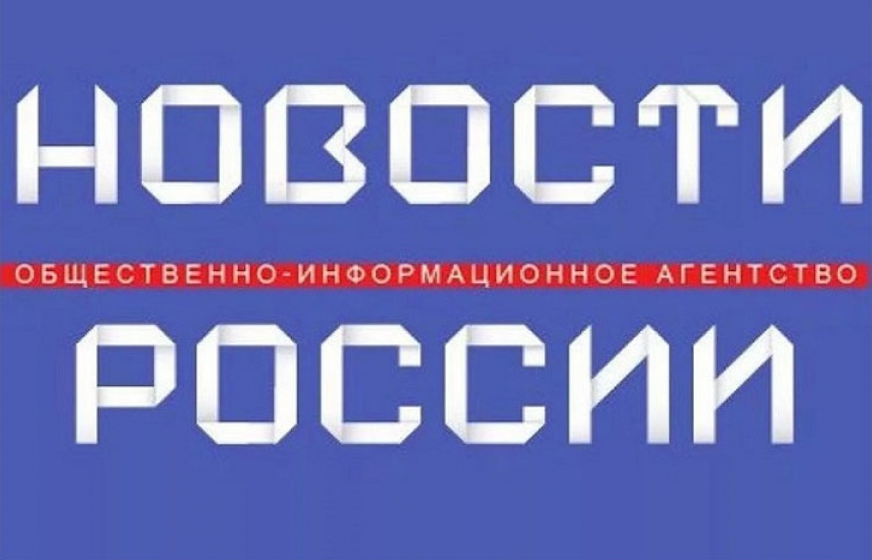 НОВОСТИ
ОБЩЕСТВЕННО-ИНФОРМАЦИОННОЕ АГЕНТСТВО
РОССИИ